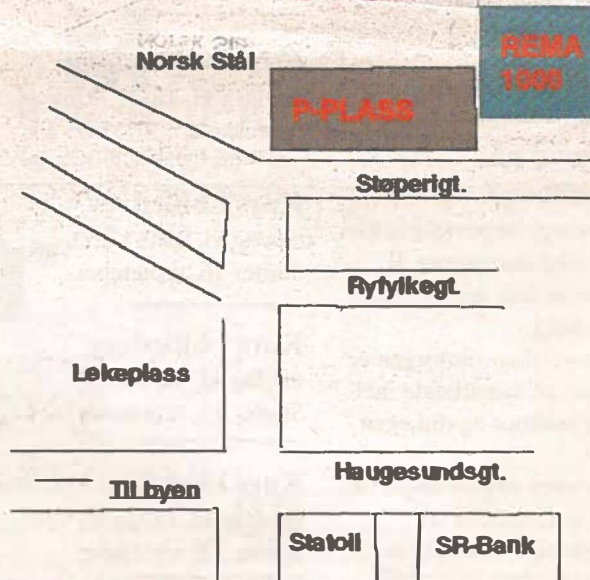 Norsk Stål
REMA
1000
P-PLASS
Støperigt.
Ryfylkegt.
Lekeplass
Haugesundsgt.
Til byen
Statoil
SR-Bank